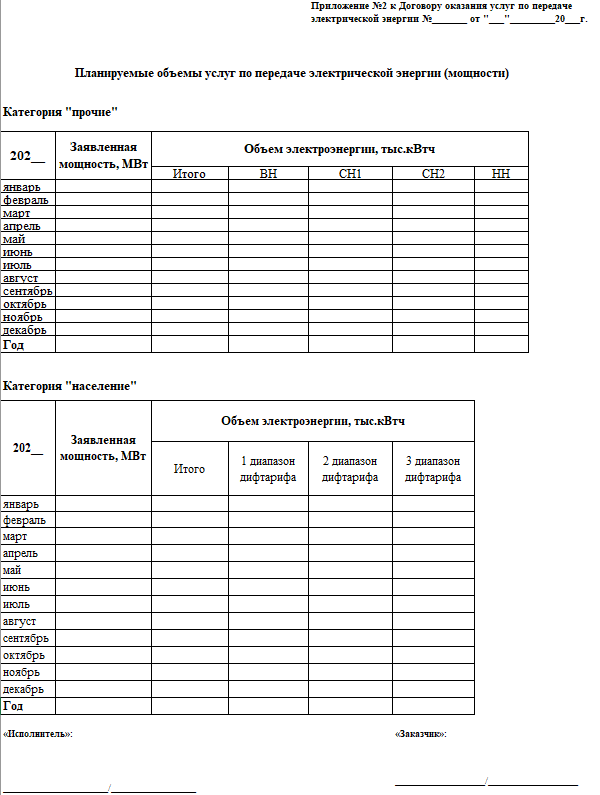 Приложение №2 к Договору оказания услуг по передаче
электрической энергии №_______ от "___"_________20___г.
Планируемые объемы услуг по передаче электрической энергии (мощности)
Категория "прочие"
202__ Заявленная мощность, МВт Объем электроэнергии, тыс.кВтч
Итого ВН СН1 СН2 НН
январь
февраль
март
апрель
май
июнь
июль
август
сентябрь
октябрь
ноябрь
декабрь
Год
Категория "население"
202__ Заявленная мощность, МВт Объем электроэнергии, тыс.кВтч
Итого 1 диапазон дифтарифа 2 диапазон дифтарифа 3 диапазон дифтарифа
январь
февраль
март
апрель
май
июнь
июль
август
сентябрь
октябрь
ноябрь
декабрь
Год
«Исполнитель»: «Заказчик»:
_____________________/_________________ __________________/__________________